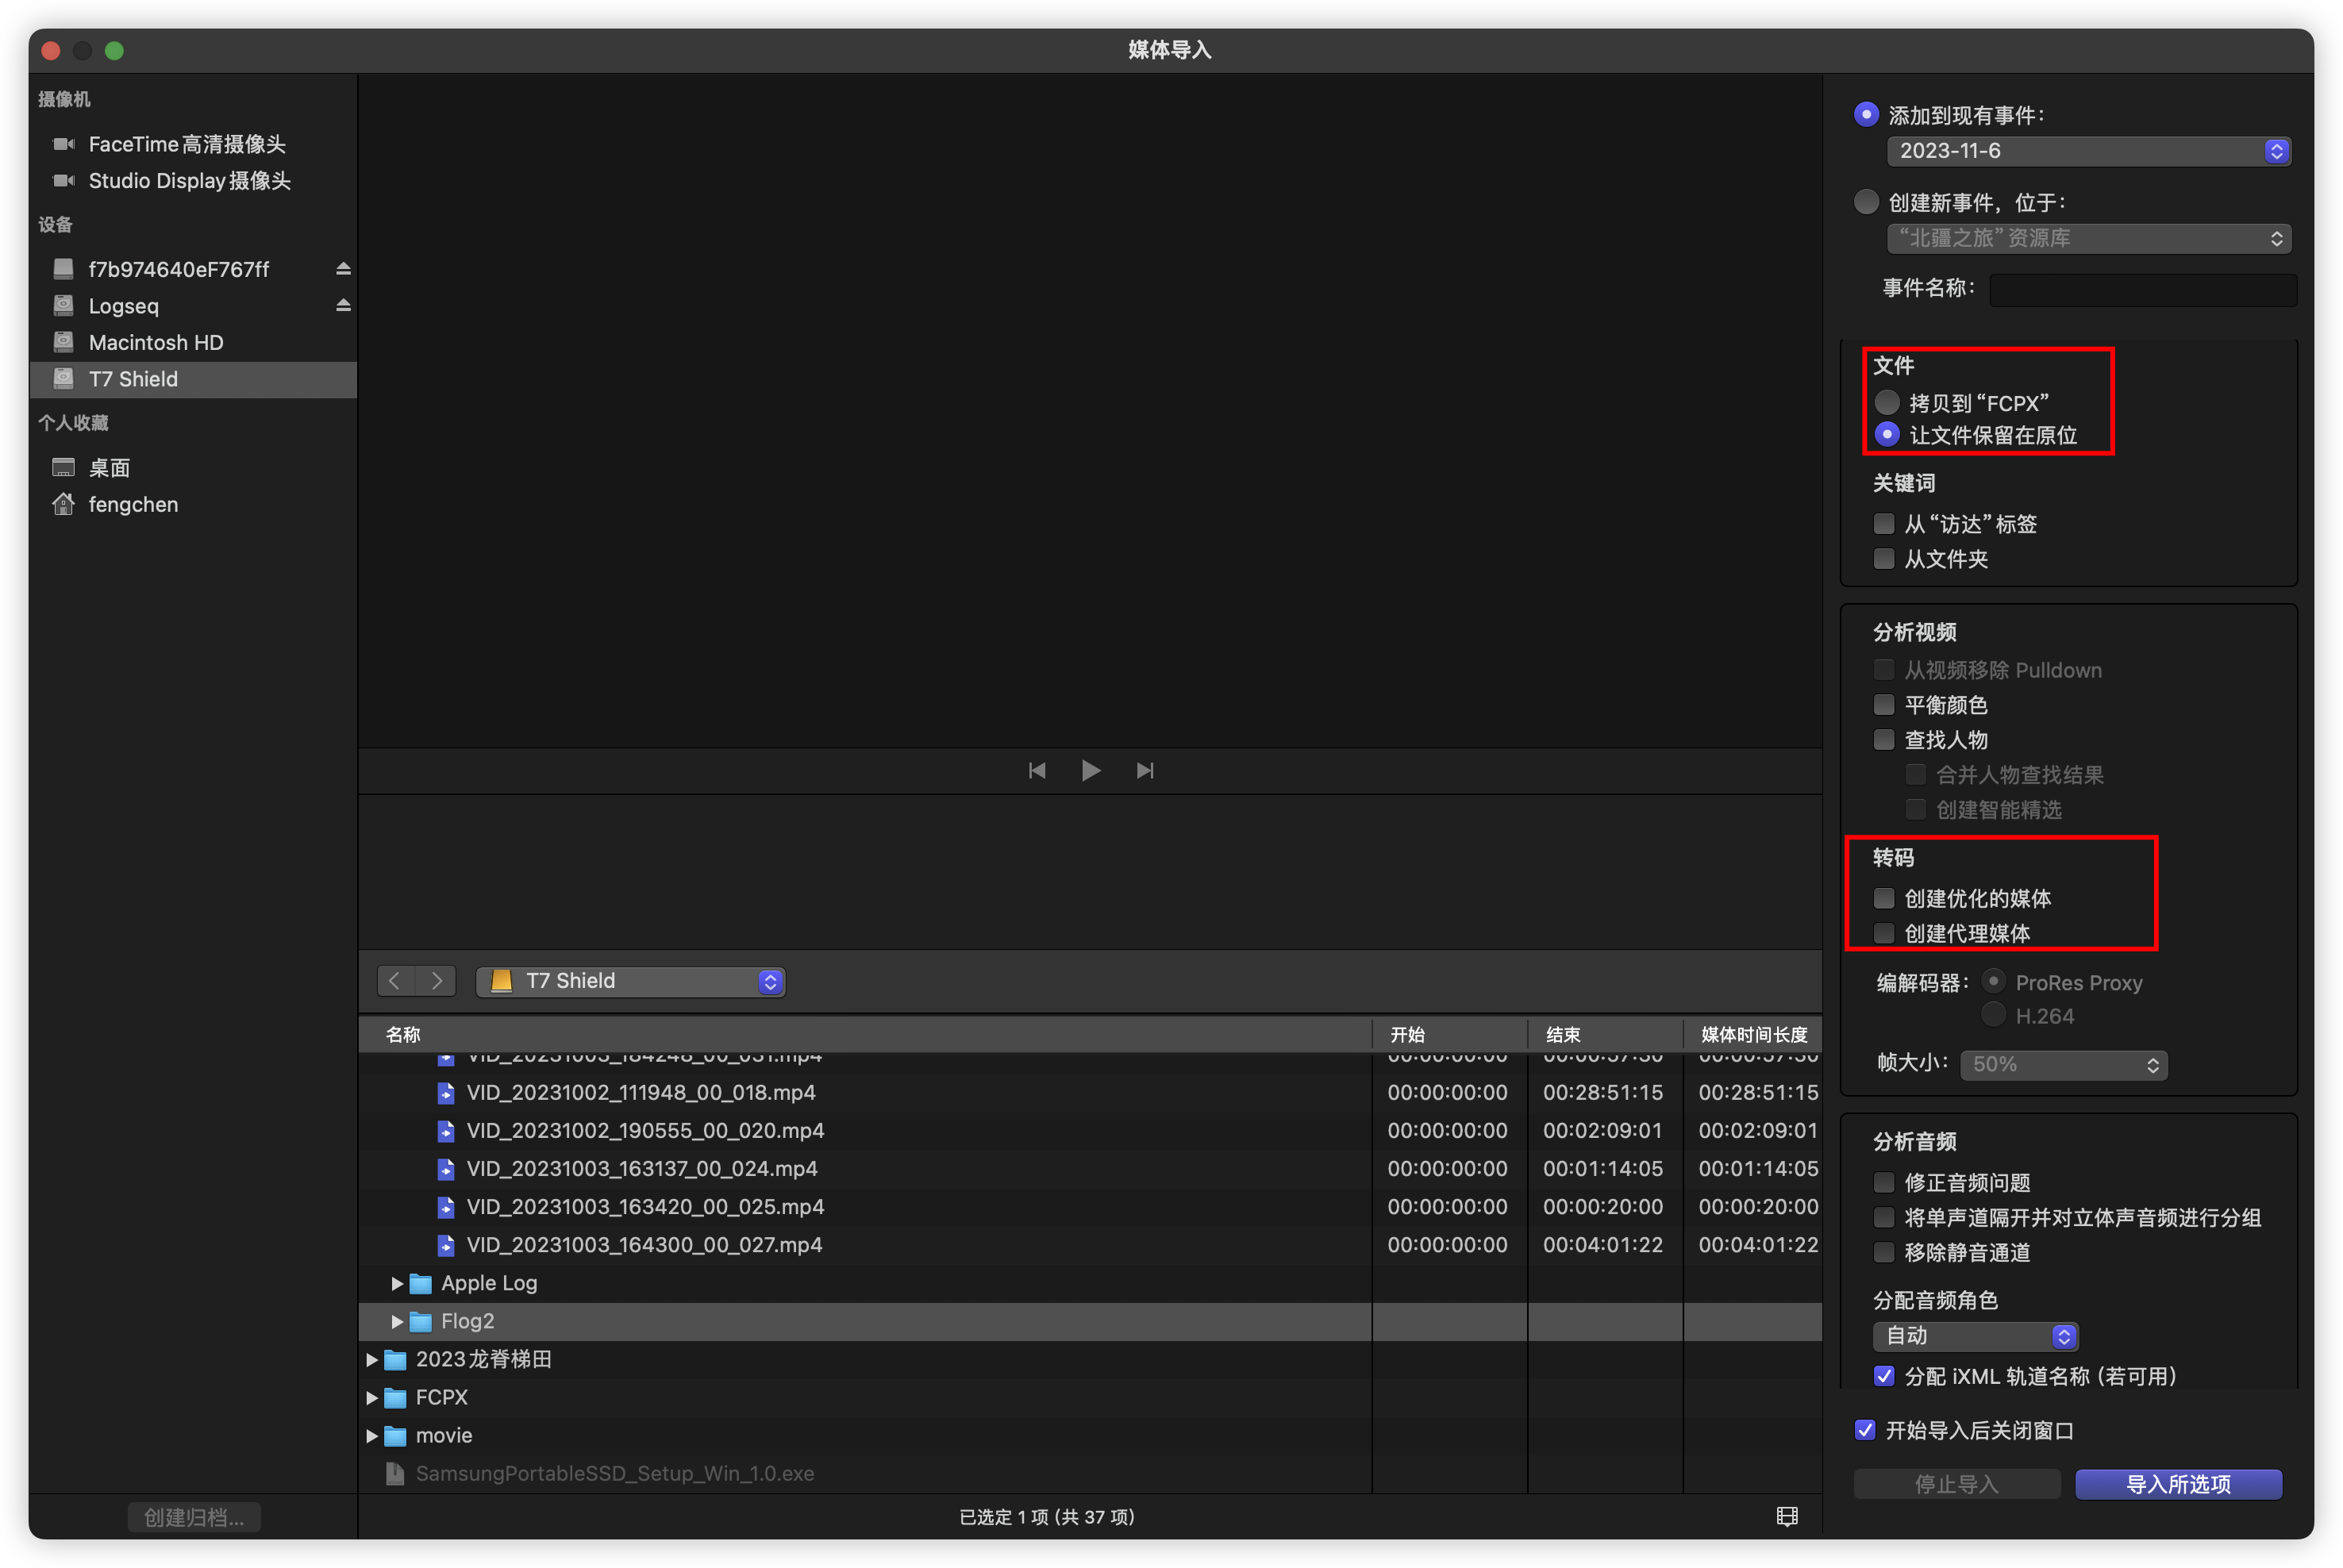 媒体导入
摄像机
FaceTime高清摄像头
Studio Display摄像头
设备
f7b974640eF767ff
Logseq
Macintosh HD
T7 Shield
个人收藏
桌面
fengchen
创建归档...
T7 Shield
名称 开始 结束 媒体时间长度
VID_20231003_184248_00_031.mp4 00:00:00:00 00:00:57:30 00:00:57:30
VID_20231002_111948_00_018.mp4 00:00:00:00 00:28:51:15 00:28:51:15
VID_20231002_190555_00_020.mp4 00:00:00:00 00:02:09:01 00:02:09:01
VID_20231003_163137_00_024.mp4 00:00:00:00 00:01:14:05 00:01:14:05
VID_20231003_163420_00_025.mp4 00:00:00:00 00:00:20:00 00:00:20:00
VID_20231003_164300_00_027.mp4 00:00:00:00 00:04:01:22 00:04:01:22
Apple Log
Flog2
2023龙脊梯田
FCPX
movie
SamsungPortableSSD_Setup_Win_1.0.exe
已选定 1 项 (共 37 项)
添加到现有事件：
2023-11-6
创建新事件，位于：
“北疆之旅”资源库
事件名称：
文件
拷贝到“FCPX”
让文件保留在原位
关键词
从“访达”标签
从文件夹
分析视频
从视频移除 Pulldown
平衡颜色
查找人物
合并人物查找结果
创建智能精选
转码
创建优化的媒体
创建代理媒体
编解码器： ProRes Proxy
H.264
帧大小： 50%
分析音频
修正音频问题
将单声道隔开并对立体声音频进行分组
移除静音通道
分配音频角色
自动
分配 iXML 轨道名称 (若可用)
开始导入后关闭窗口
停止导入 导入所选项